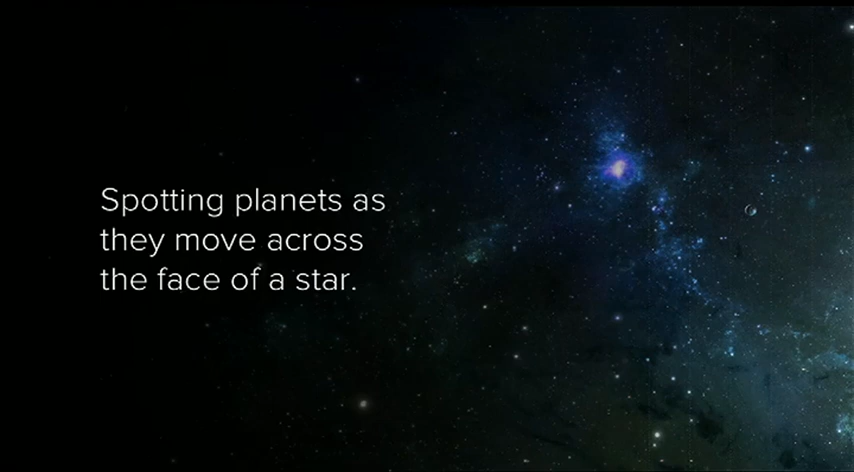 Spotting planets as
they move across
the face of a star.